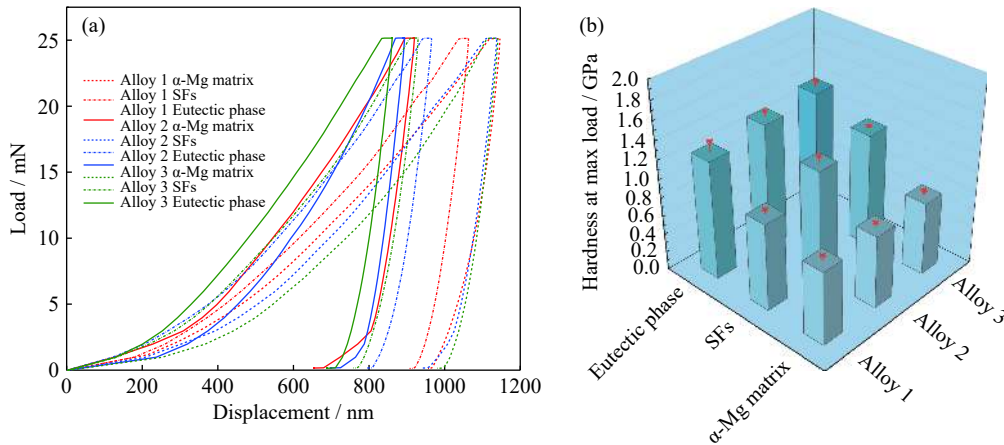 (a)
25
20
15
10
5
0
Load / mN
Alloy 1 α-Mg matrix
Alloy 1 SFs
Alloy 1 Eutectic phase
Alloy 2 α-Mg matrix
Alloy 2 SFs
Alloy 2 Eutectic phase
Alloy 3 α-Mg matrix
Alloy 3 SFs
Alloy 3 Eutectic phase
0 200 400 600 800 1000 1200
Displacement / nm
(b)
Hardness at max load / GPa
2.0
1.8
1.6
1.4
1.2
1.0
0.8
0.6
0.4
0.2
0.0
Eutectic phase
SFs
α-Mg matrix
Alloy 1
Alloy 2
Alloy 3